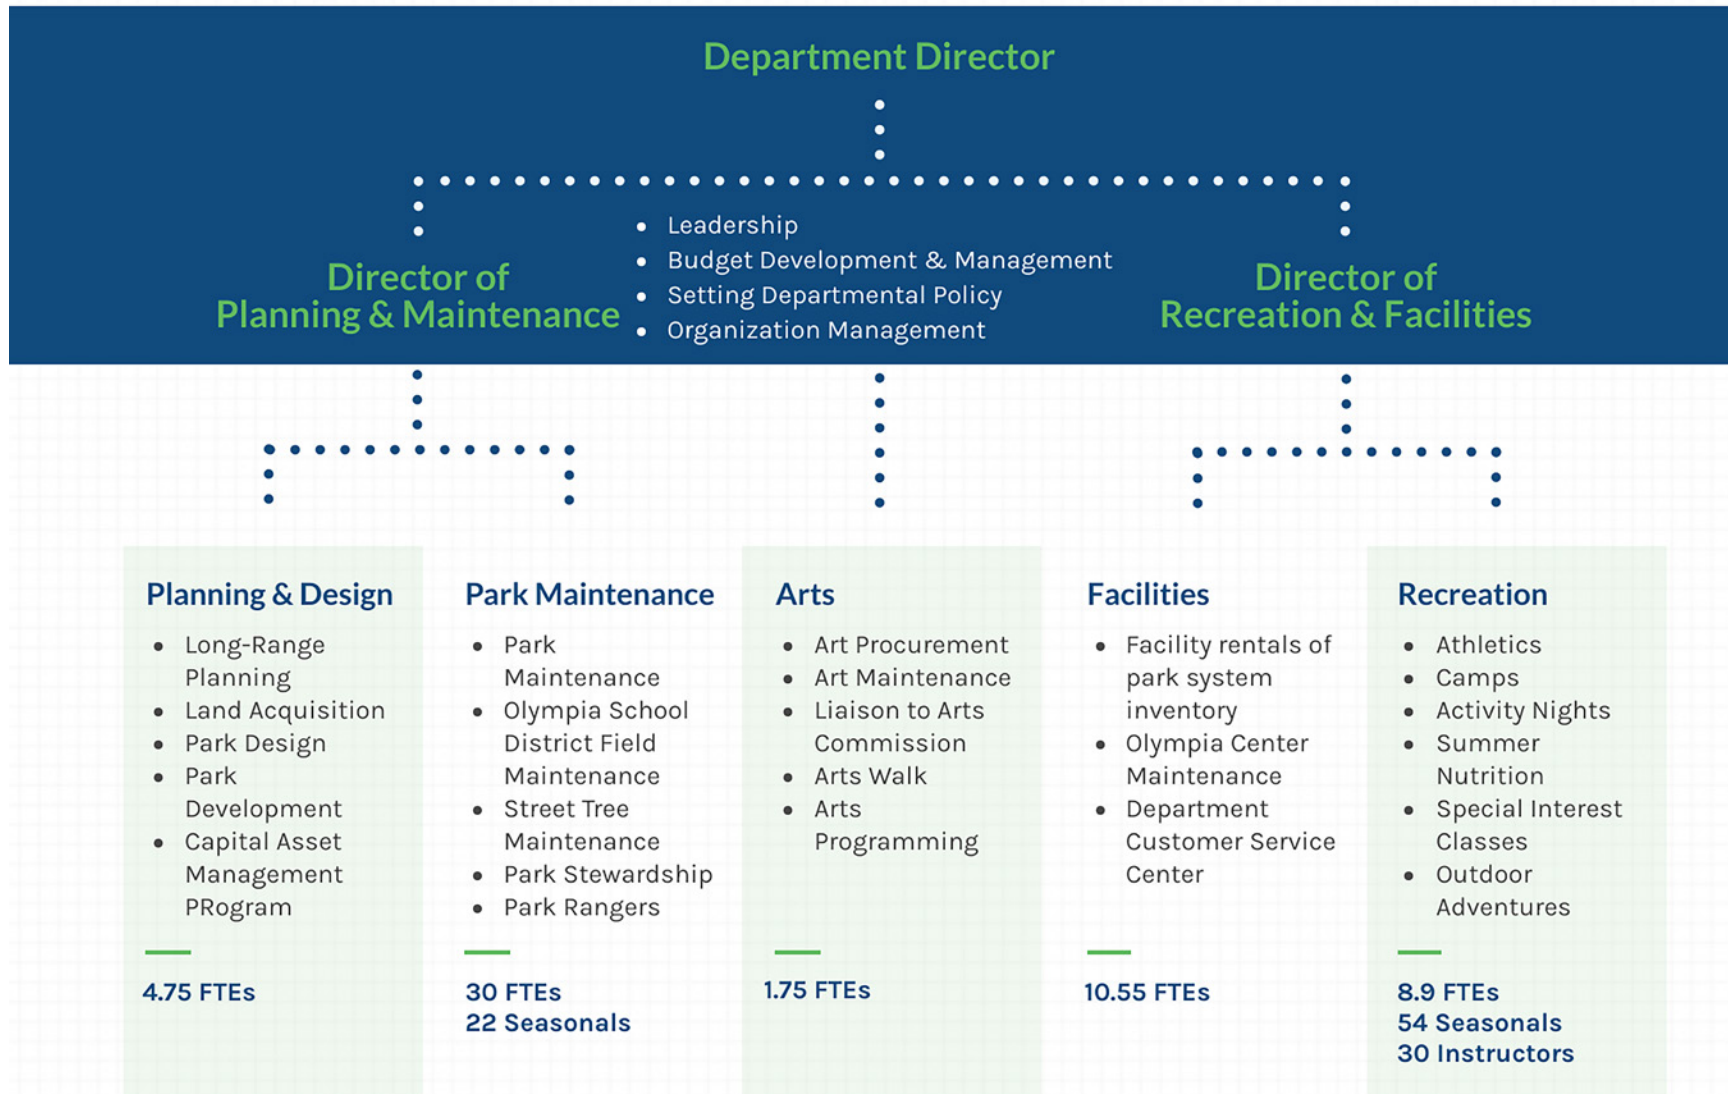 Department Director
• Leadership
• Budget Development & Management
• Setting Departmental Policy
• Organization Management
Director of
Planning & Maintenance
Director of
Recreation & Facilities
Planning & Design
• Long-Range
Planning
• Land Acquisition
• Park Design
• Park
Development
• Capital Asset
Management
PRogram
4.75 FTEs
Park Maintenance
• Park
Maintenance
• Olympia School
District Field
Maintenance
• Street Tree
Maintenance
• Park Stewardship
• Park Rangers
30 FTEs
22 Seasonals
Arts
• Art Procurement
• Art Maintenance
• Liaison to Arts
Commission
• Arts Walk
• Arts
Programming
1.75 FTEs
Facilities
• Facility rentals of
park system
inventory
• Olympia Center
Maintenance
• Department
Customer Service
Center
10.55 FTEs
Recreation
• Athletics
• Camps
• Activity Nights
• Summer
Nutrition
• Special Interest
Classes
• Outdoor
Adventures
8.9 FTEs
54 Seasonals
30 Instructors